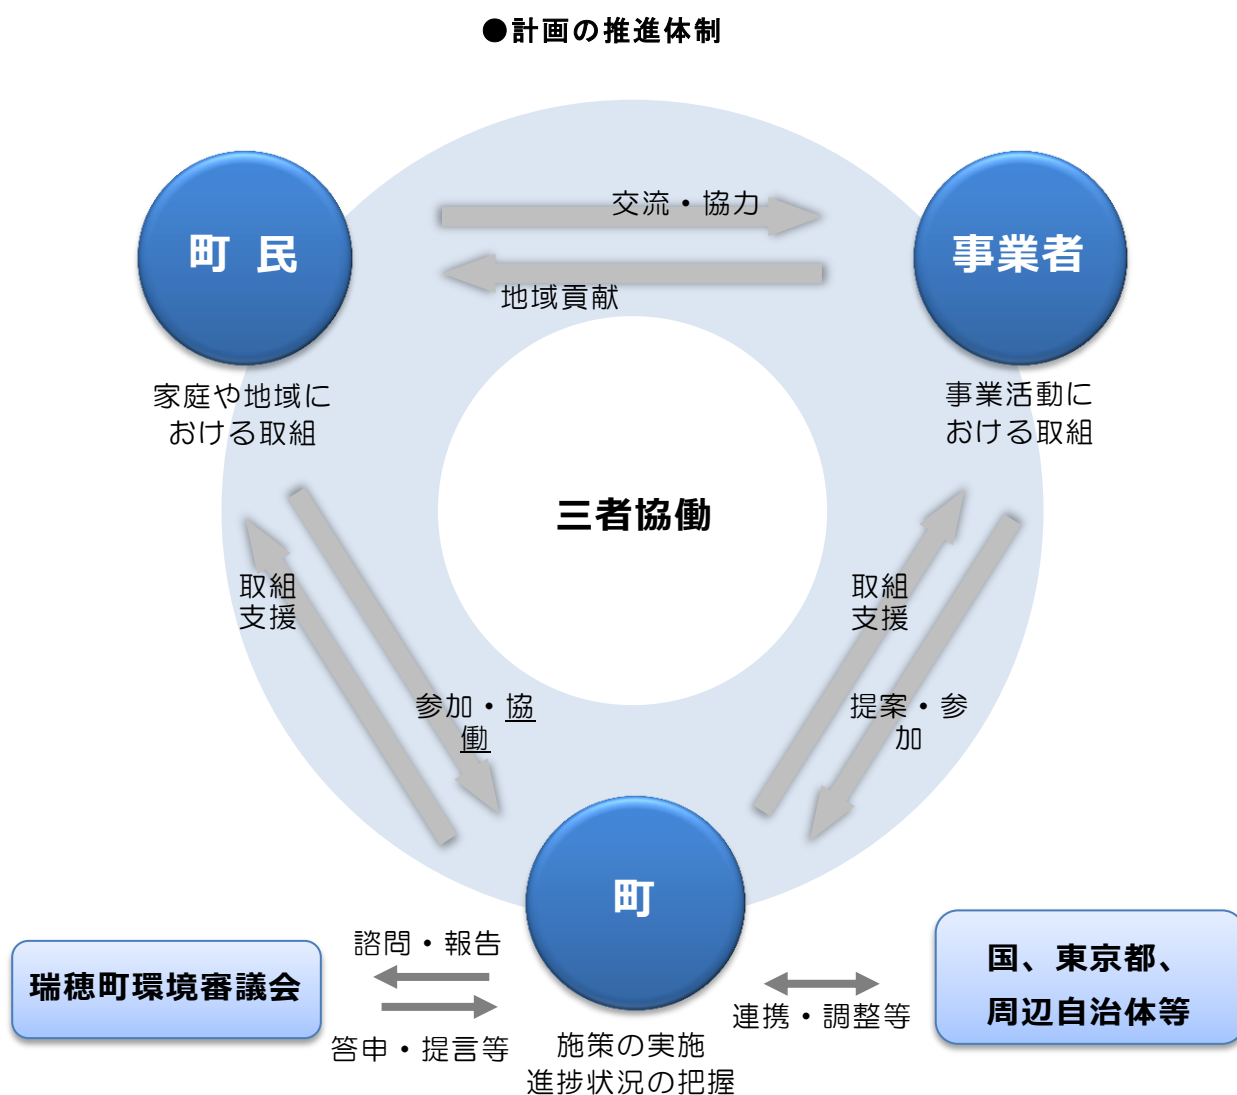 ●計画の推進体制
交流・協力
町 民
事業者
地域貢献
家庭や地域に
おける取組
事業活動に
おける取組
三者協働
取組
支援
取組
支援
参加・協
働
提案・参
加
町
諮問・報告
瑞穂町環境審議会
答申・提言等
国、東京都、
周辺自治体等
連携・調整等
施策の実施
進捗状況の把握